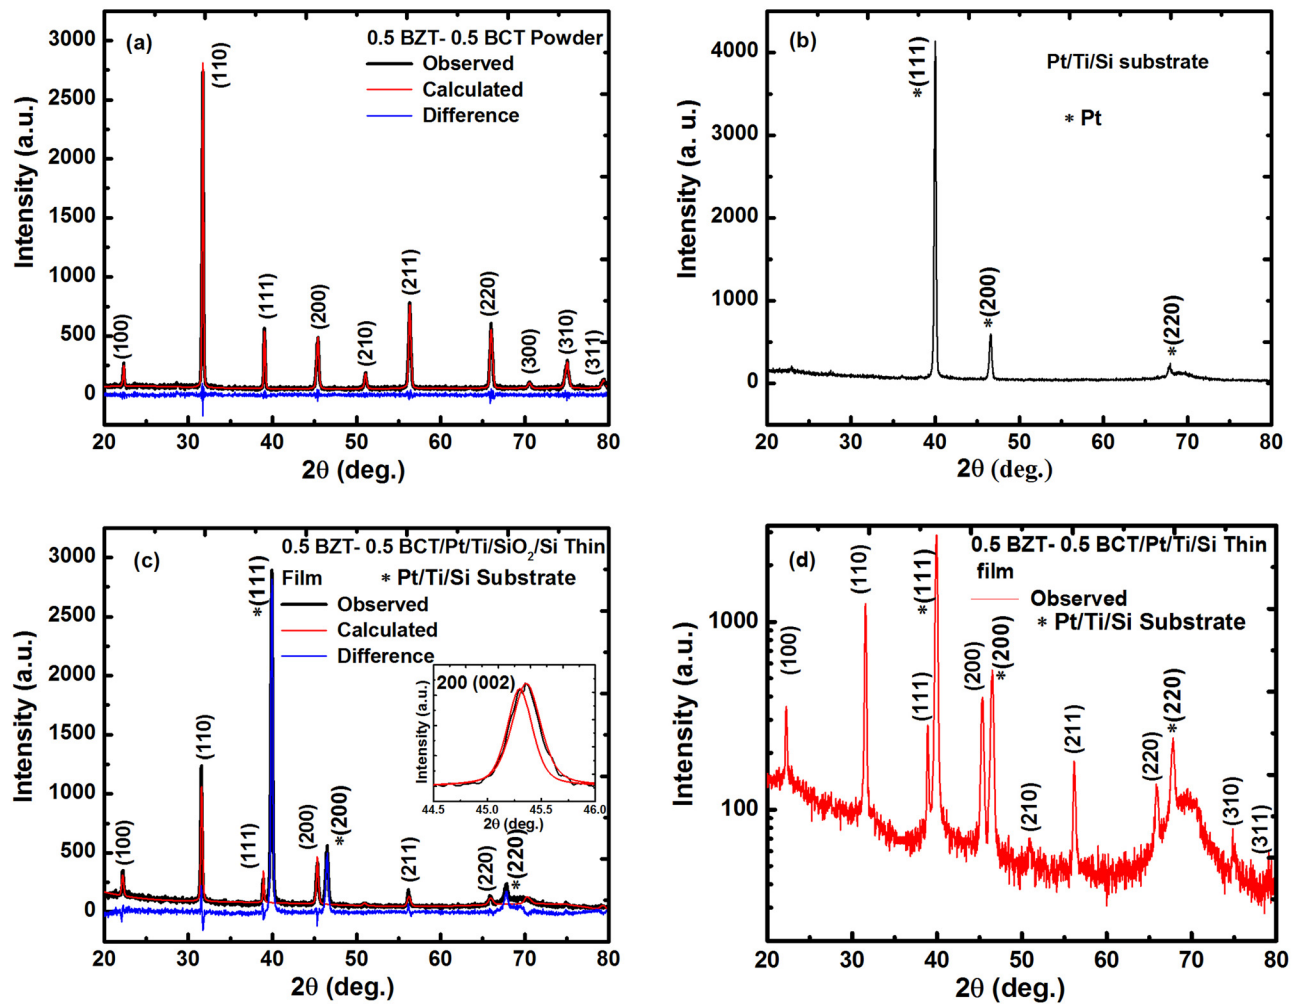 (a)
0.5 BZT- 0.5 BCT Powder
Observed
Calculated
Difference
Intensity (a.u.)
3000
2500
2000
1500
1000
500
0
(100)
(110)
(111)
(200)
(210)
(211)
(220)
(300)
(310)
(311)
20 30 40 50 60 70 80
2θ (deg.)
(b)
Pt/Ti/Si substrate
* Pt
Intensity (a. u.)
4000
3000
2000
1000
0
*(111)
*(200)
*(220)
20 30 40 50 60 70 80
2θ (deg.)
(c)
0.5 BZT- 0.5 BCT/Pt/Ti/SiO₂/Si Thin
Film * Pt/Ti/Si Substrate
Observed
Calculated
Difference
Intensity (a.u.)
3000
2500
2000
1500
1000
500
0
(100)
(110)
(111)
*(111)
(200)
*(200)
(211)
(220)
*(220)
200 (002)
Intensity (a.u.)
44.5 45.0 45.5 46.0
2θ (deg.)
20 30 40 50 60 70 80
2θ (deg.)
(d)
0.5 BZT- 0.5 BCT/Pt/Ti/Si Thin
film
Observed
* Pt/Ti/Si Substrate
Intensity (a.u.)
1000
100
(100)
(110)
(111)
*(111)
(200)
*(200)
(210)
(211)
(220)
*(220)
(310)
(311)
20 30 40 50 60 70 80
2θ (deg.)